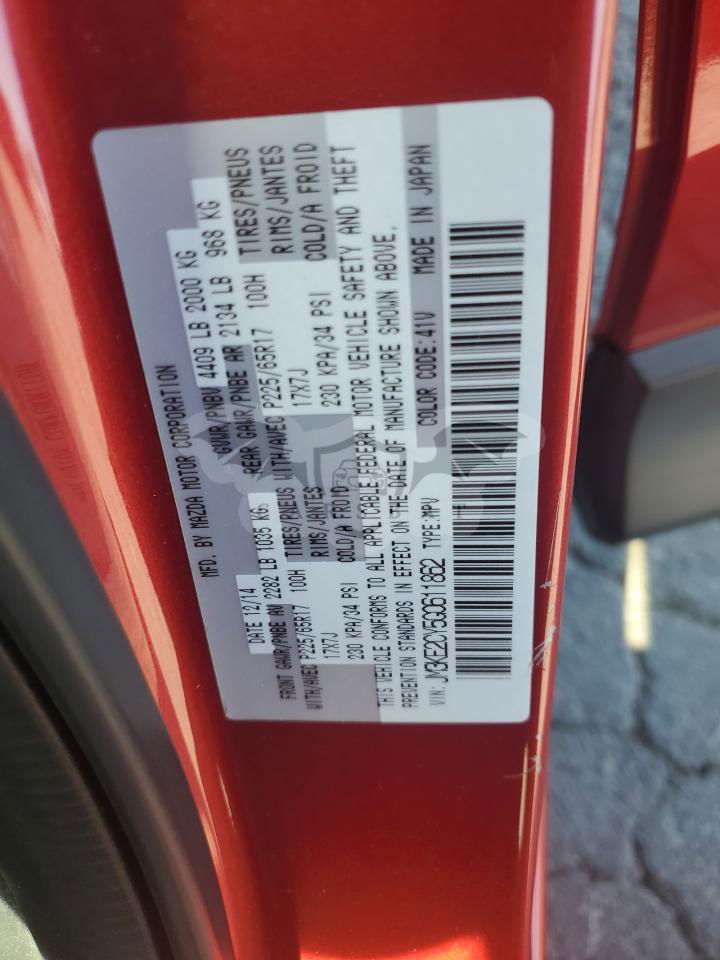 MFD. BY MAZDA MOTOR CORPORATION
DATE 12/14 GVWR/PNBV 4409 LB 2000 KG
FRONT GAWR/PNBE AV 2282 LB 1035 KG. REAR GAWR/PNBE AR 2134 LB 968 KG
WITH/AVEC P225/65R17 100H TIRES/PNEUS WITH/AVEC P225/65R17 100H TIRES/PNEUS
17X7J RIMS/JANTES 17X7J RIMS/JANTES
230 KPA/34 PSI COLD/A FROID 230 KPA/34 PSI COLD/A FROID
THIS VEHICLE CONFORMS TO ALL APPLICABLE FEDERAL MOTOR VEHICLE SAFETY AND THEFT
PREVENTION STANDARDS IN EFFECT ON THE DATE OF MANUFACTURE SHOWN ABOVE.
VIN: TYPE:MPV COLOR CODE:41V MADE IN JAPAN